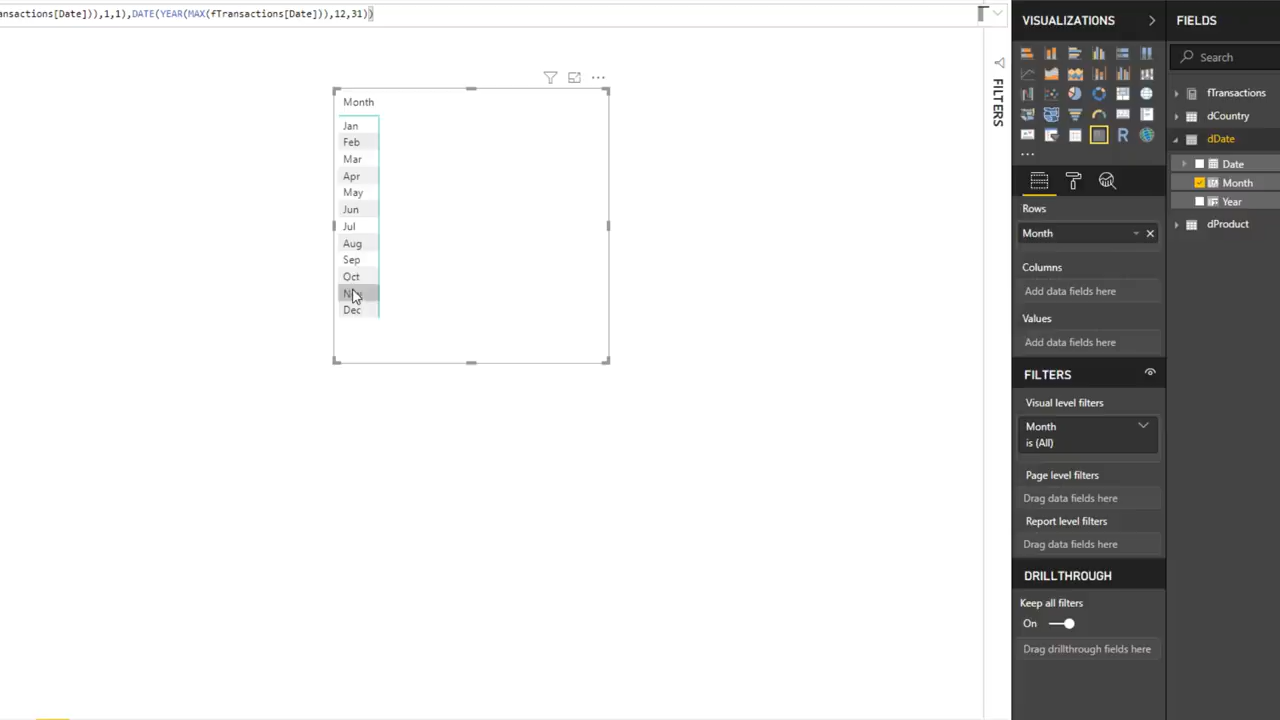 ansactions[Date])),1,1),DATE(YEAR(MAX(fTransactions[Date])),12,31))
Month
Jan
Feb
Mar
Apr
May
Jun
Jul
Aug
Sep
Oct
Dec
FILTERS
VISUALIZATIONS
R
Rows
Month
Columns
Add data fields here
Values
Add data fields here
FILTERS
Visual level filters
Month
is (All)
Page level filters
Drag data fields here
Report level filters
Drag data fields here
DRILLTHROUGH
Keep all filters
On
Drag drillthrough fields here
FIELDS
Search
fTransactions
dCountry
dDate
Date
Month
Year
dProduct